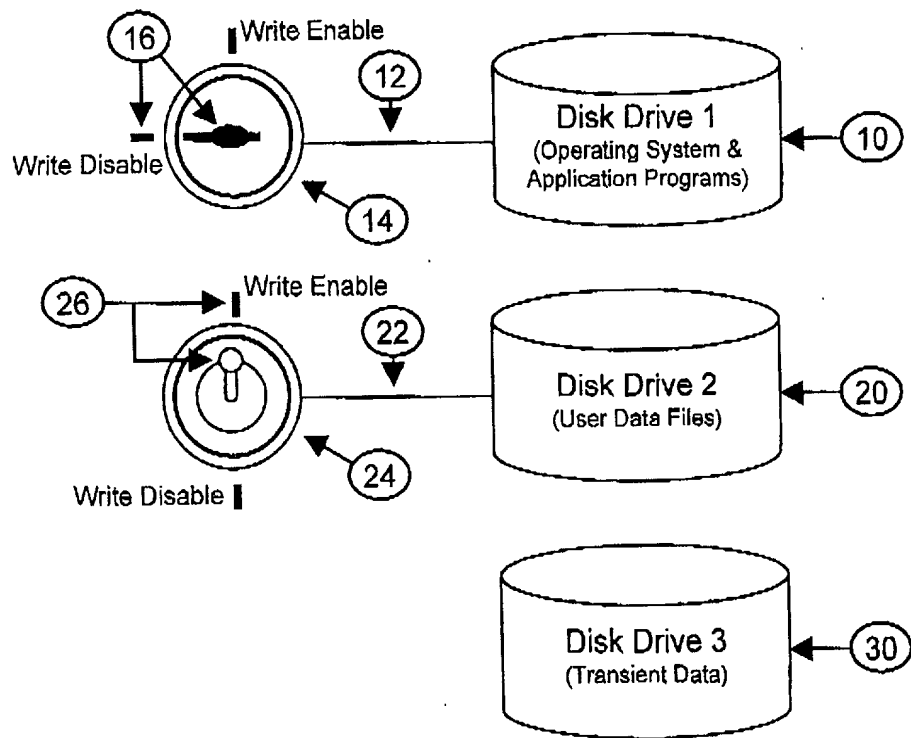 16
Write Enable
12
Disk Drive 1
(Operating System &
Application Programs)
10
Write Disable
14
26
Write Enable
22
Disk Drive 2
(User Data Files)
20
24
Write Disable
Disk Drive 3
(Transient Data)
30